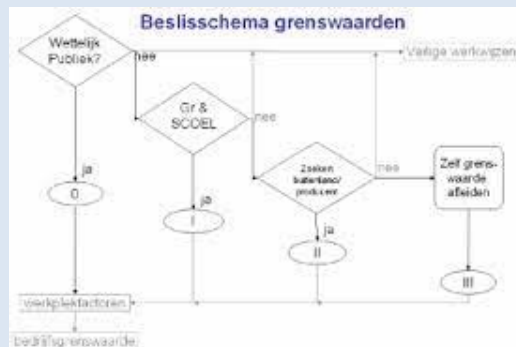 Beslisschema grenswaarden
Wettelijk
Publiek?
nee
Veilige werkwijzen
Gr &
SCOEL
nee
ja
0
Zoeken
buitenland/
producent
nee
Zelf grens-
waarde
afleiden
ja
I
ja
II
III
werkplekfactoren
bedrijfsgrenswaarde